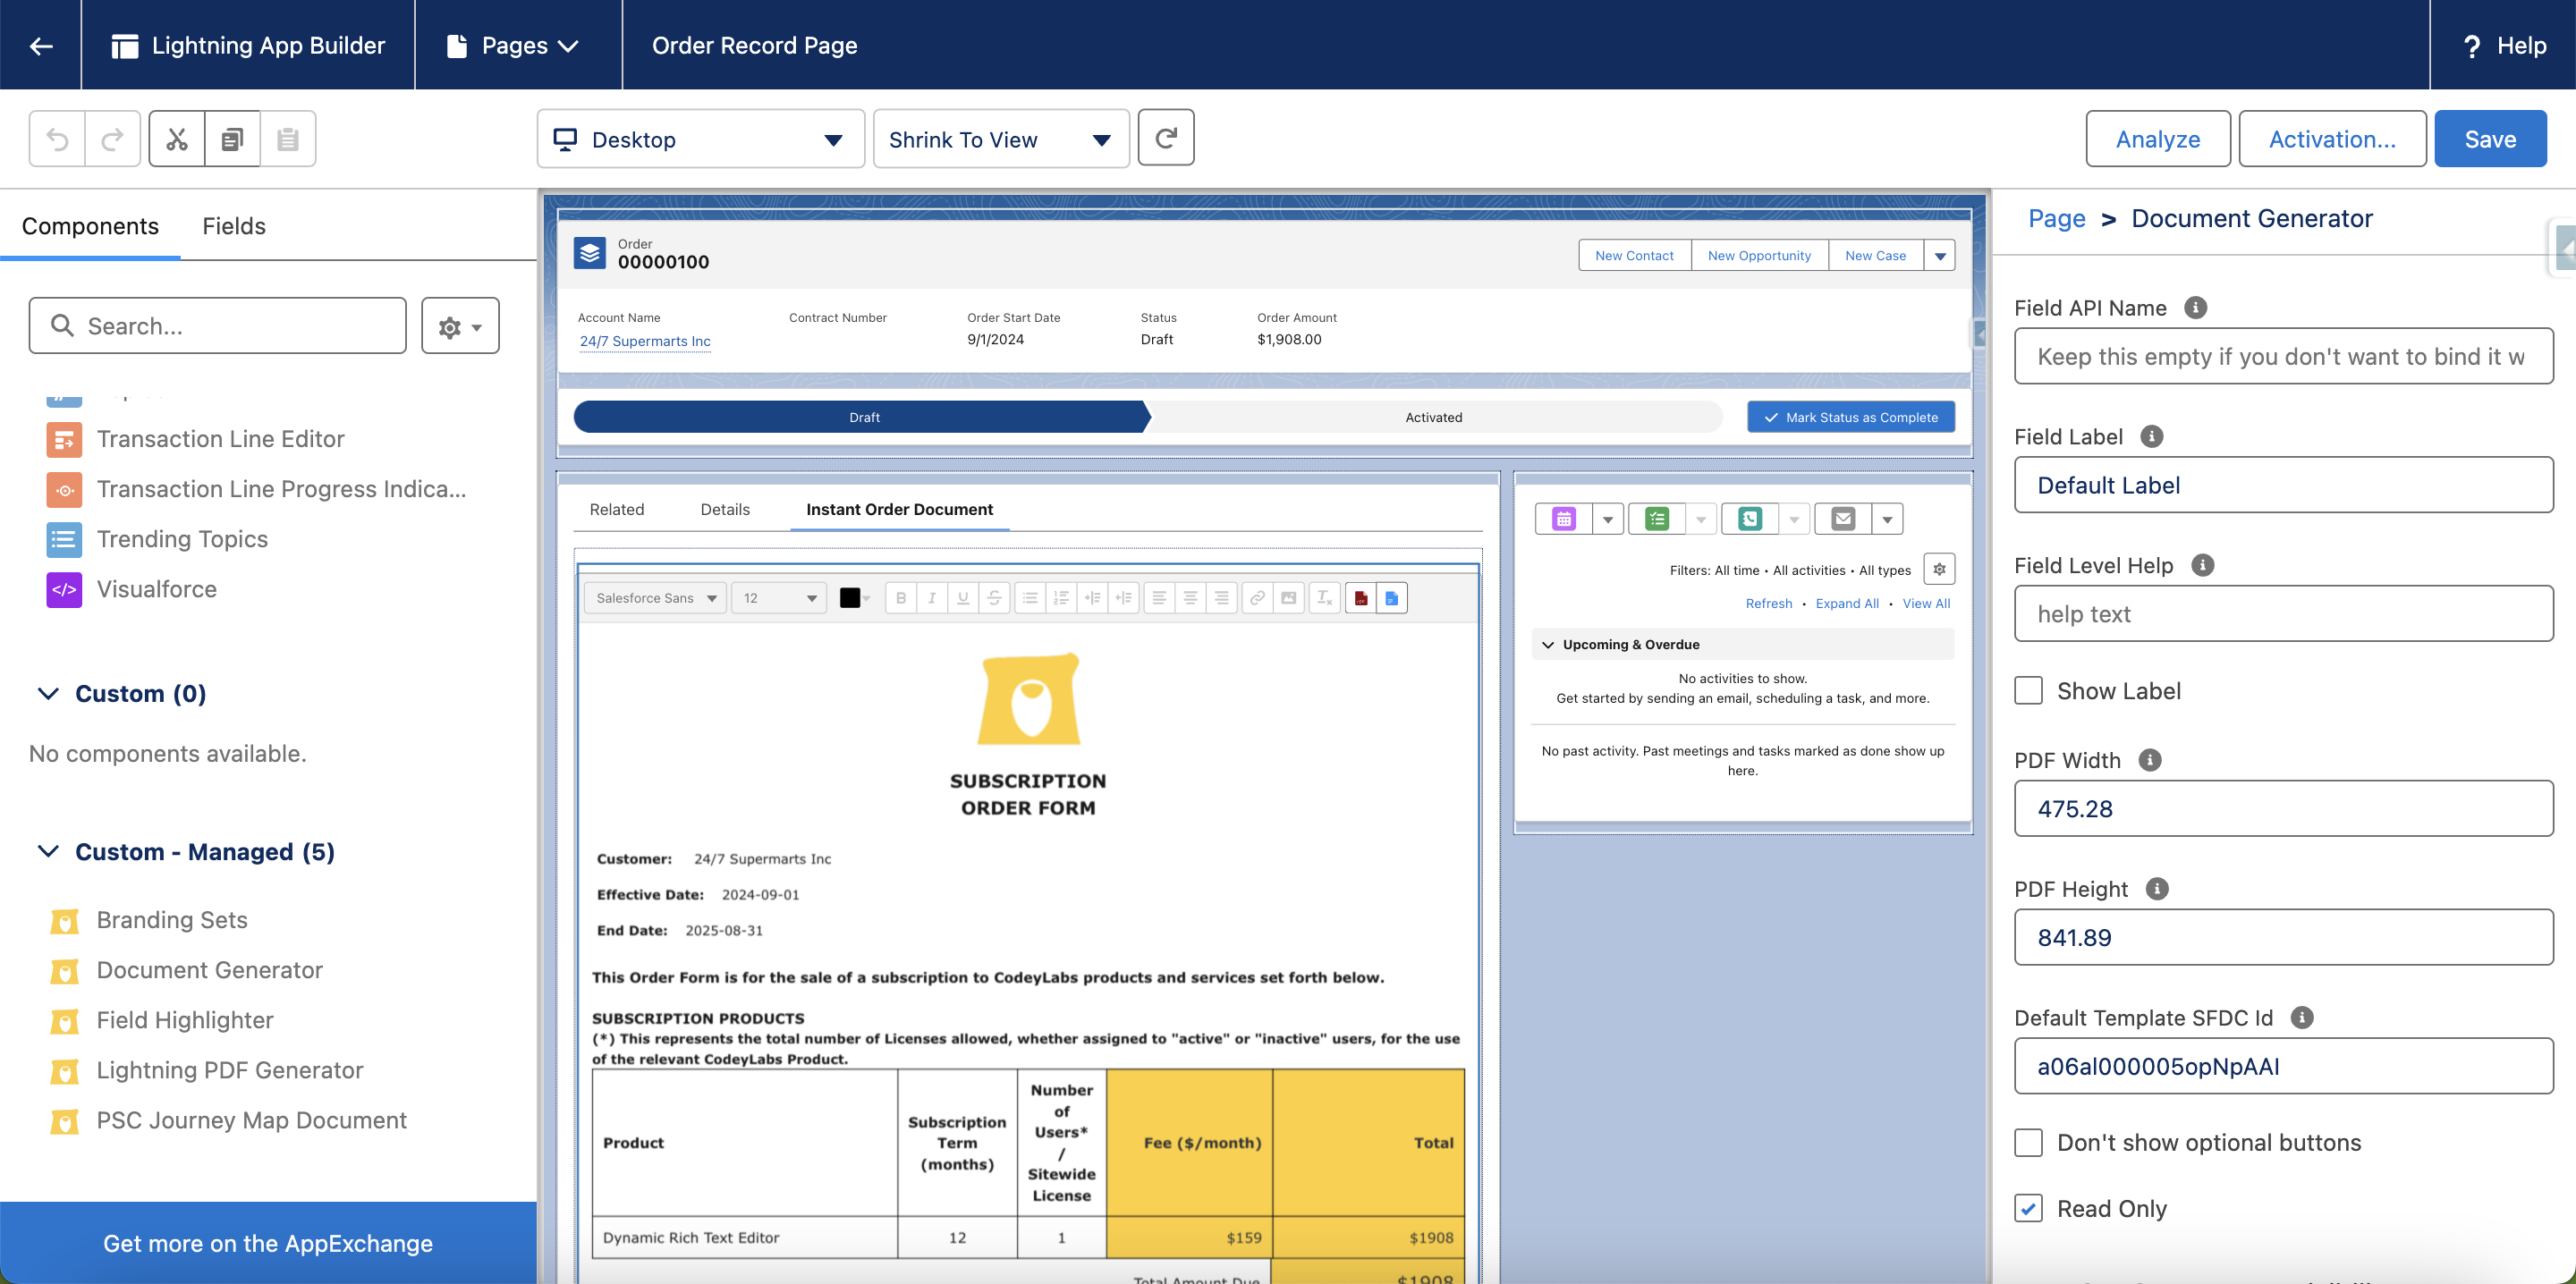 Lightning App Builder
Pages
Order Record Page
? Help
Desktop
Shrink To View
Analyze
Activation...
Save
Components
Fields
Search...
Transaction Line Editor
Transaction Line Progress Indica...
Trending Topics
Visualforce
Custom (0)
No components available.
Custom - Managed (5)
Branding Sets
Document Generator
Field Highlighter
Lightning PDF Generator
PSC Journey Map Document
Get more on the AppExchange
Order
00000100
New Contact
New Opportunity
New Case
Account Name
24/7 Supermarts Inc
Contract Number
Order Start Date
9/1/2024
Status
Draft
Order Amount
$1,908.00
Draft
Activated
Mark Status as Complete
Related
Details
Instant Order Document
Salesforce Sans
12
SUBSCRIPTION
ORDER FORM
Customer: 24/7 Supermarts Inc
Effective Date: 2024-09-01
End Date: 2025-08-31
This Order Form is for the sale of a subscription to CodeyLabs products and services set forth below.
SUBSCRIPTION PRODUCTS
(*) This represents the total number of Licenses allowed, whether assigned to "active" or "inactive" users, for the use
of the relevant CodeyLabs Product.
Product
Subscription
Term
(months)
Number
of
Users*
/
Sitewide
License
Fee ($/month)
Total
Dynamic Rich Text Editor
12
1
$159
$1908
Total Amount Due
$1908
Filters: All time • All activities • All types
Refresh • Expand All • View All
Upcoming & Overdue
No activities to show.
Get started by sending an email, scheduling a task, and more.
No past activity. Past meetings and tasks marked as done show up
here.
Page > Document Generator
Field API Name
Keep this empty if you don't want to bind it w
Field Label
Default Label
Field Level Help
help text
Show Label
PDF Width
475.28
PDF Height
841.89
Default Template SFDC Id
a06al000005opNpAAI
Don't show optional buttons
Read Only